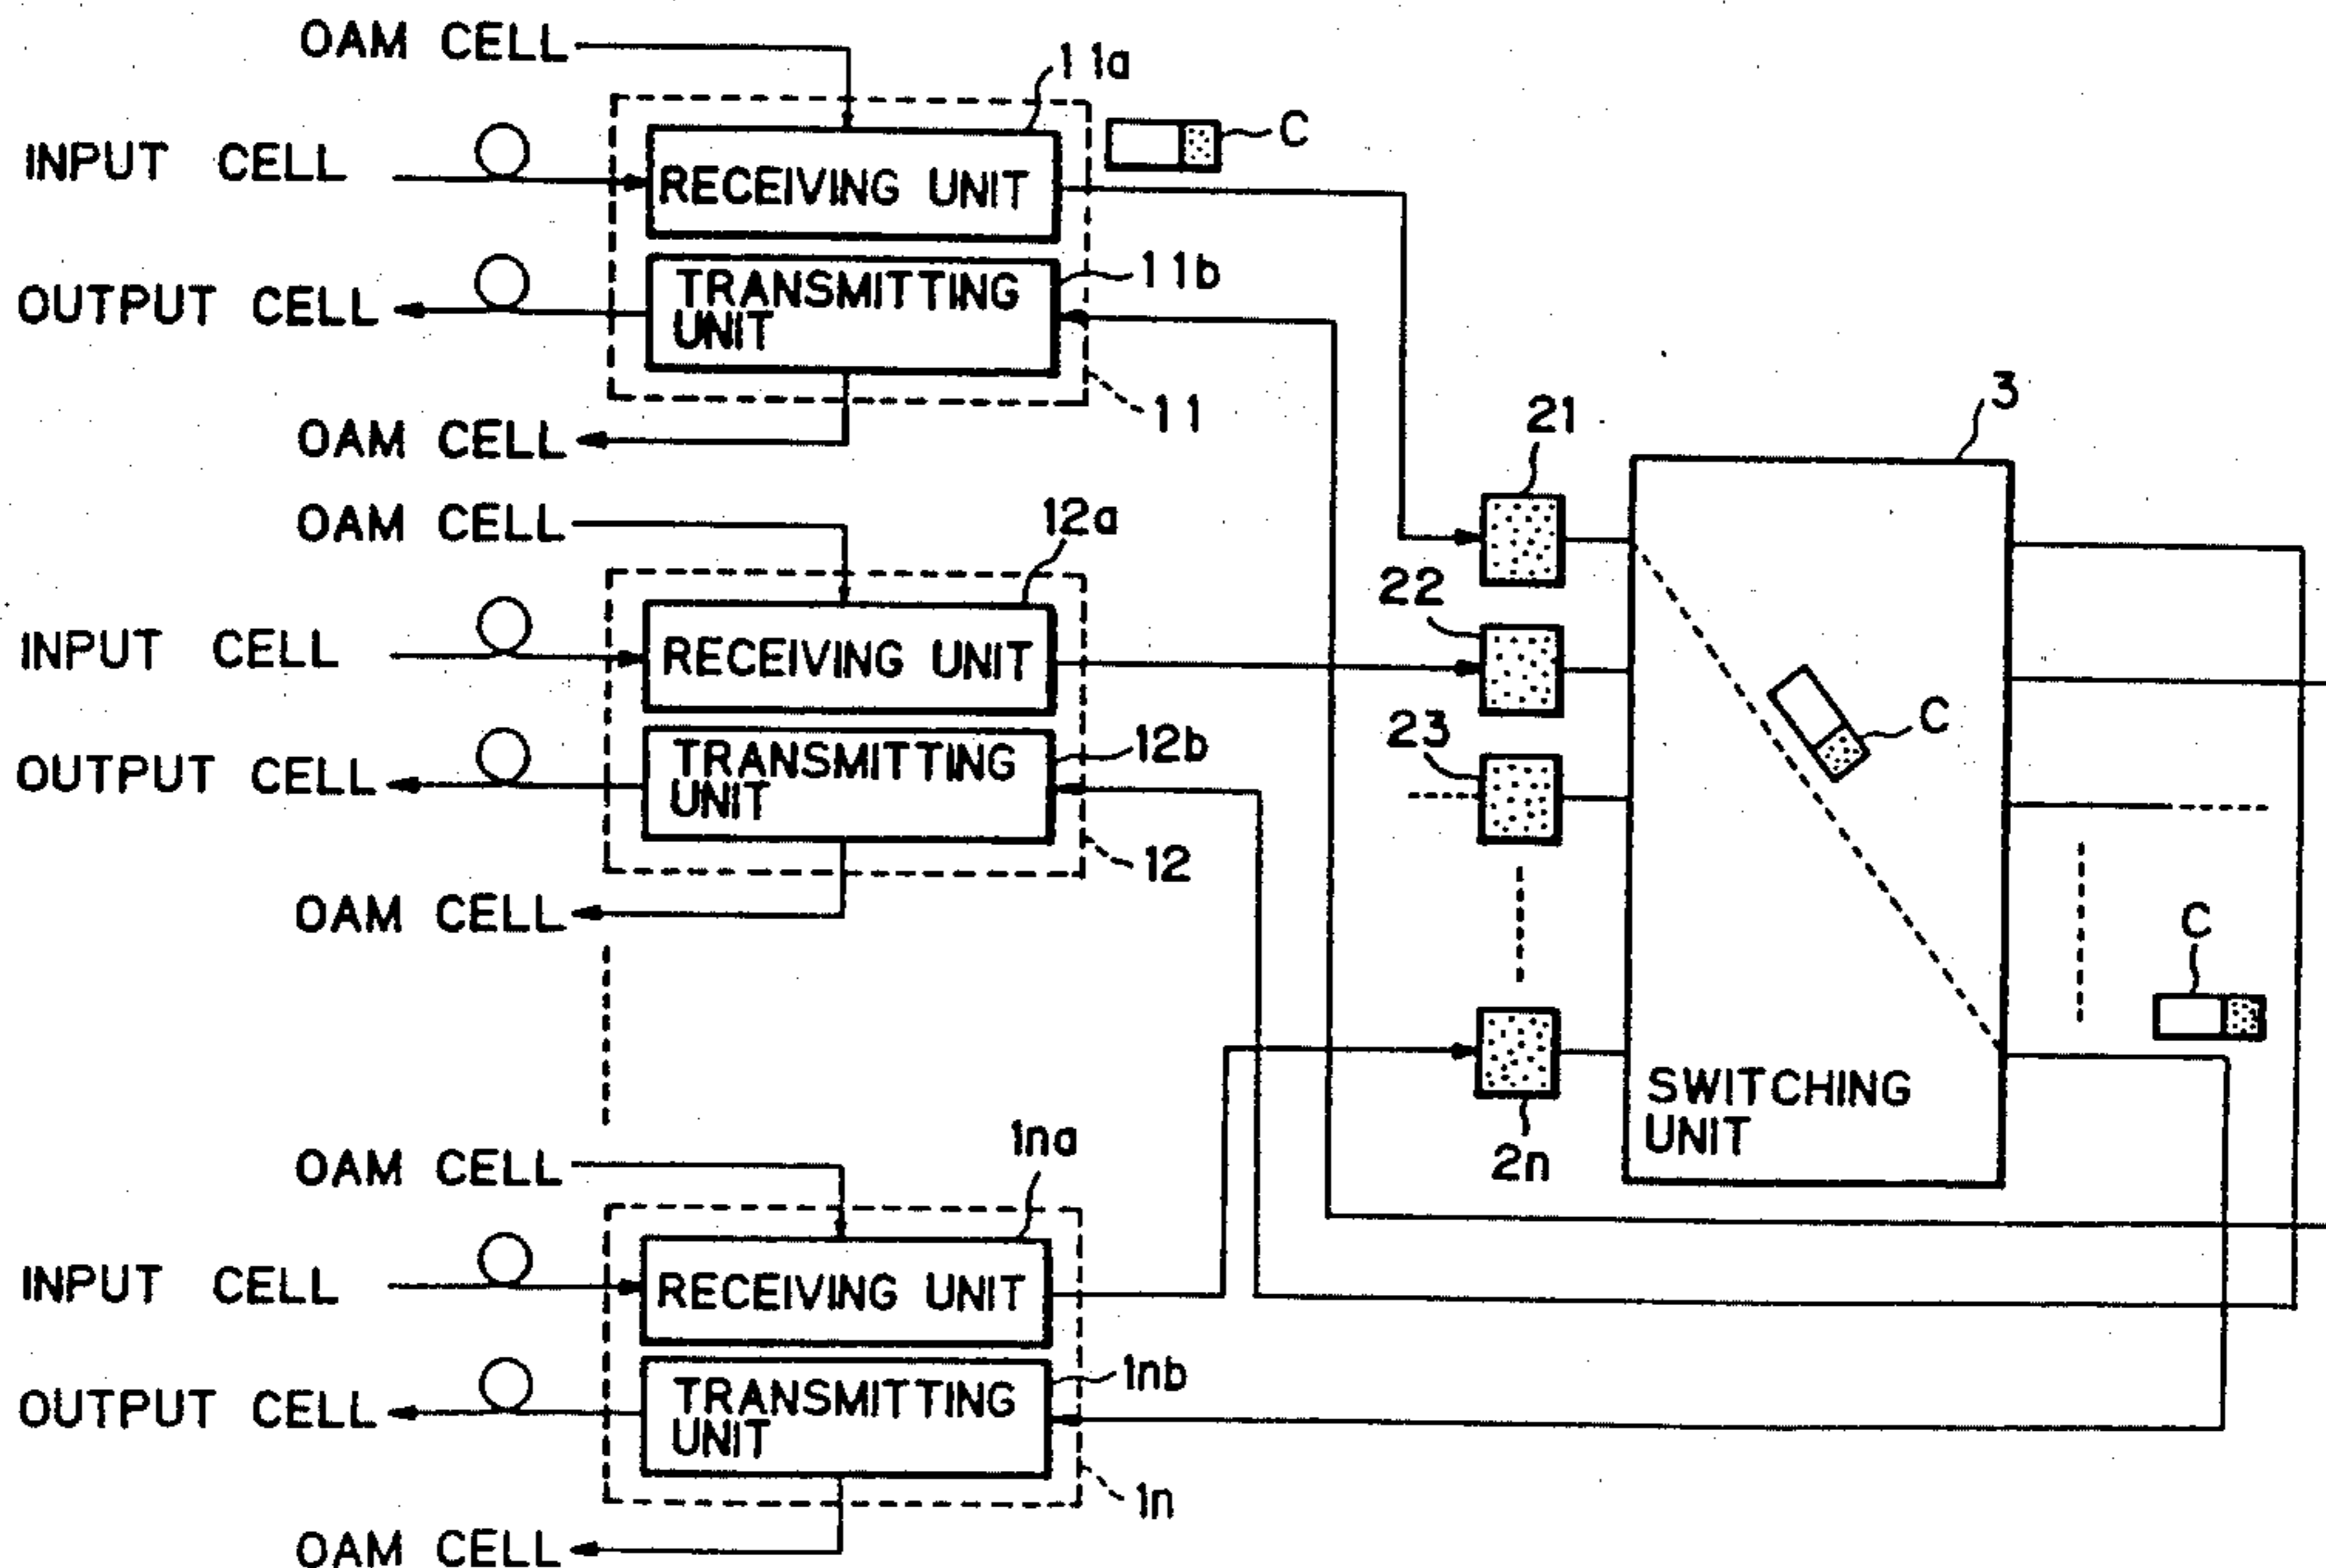 OAM CELL
11a
INPUT CELL
RECEIVING UNIT
C
OUTPUT CELL
TRANSMITTING
UNIT
11b
11
OAM CELL
OAM CELL
12a
INPUT CELL
RECEIVING UNIT
OUTPUT CELL
TRANSMITTING
UNIT
12b
12
OAM CELL
21
22
23
2n
3
C
SWITCHING
UNIT
C
OAM CELL
1na
INPUT CELL
RECEIVING UNIT
OUTPUT CELL
TRANSMITTING
UNIT
1nb
1n
OAM CELL